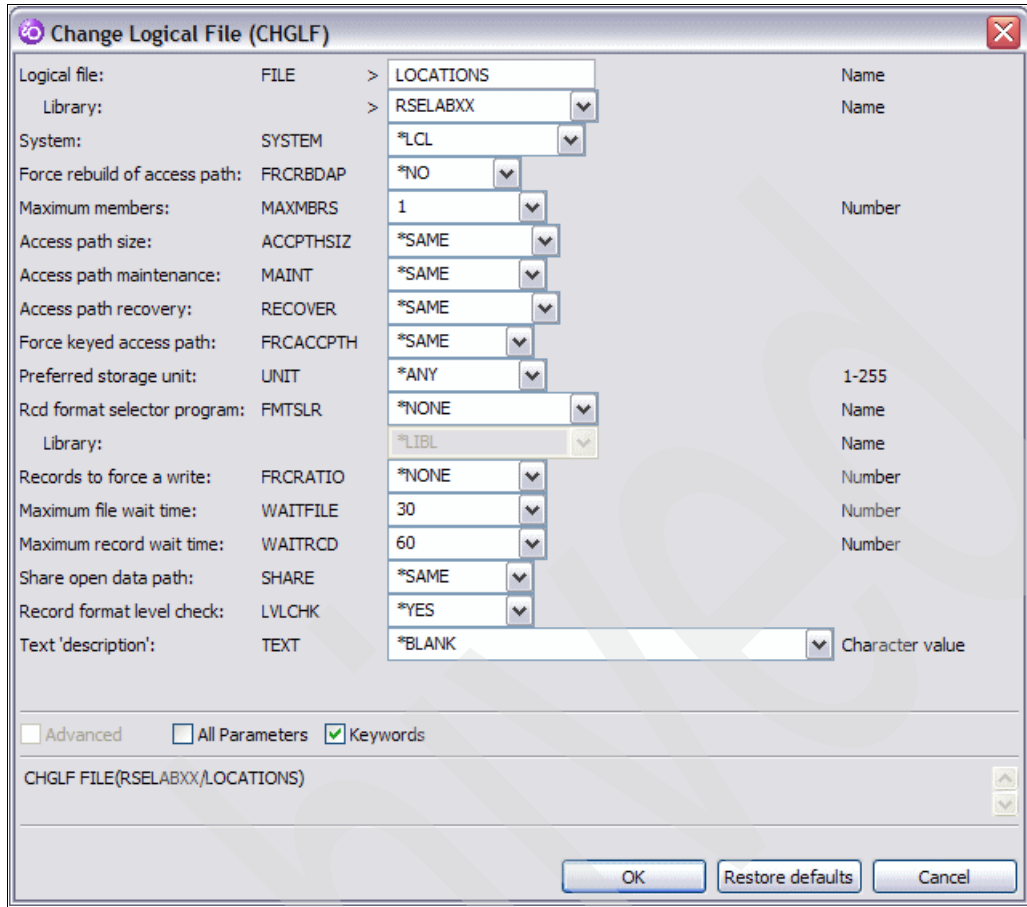 Change Logical File (CHGLF)
Logical file: FILE > LOCATIONS Name
Library: > RSELABXX Name
System: SYSTEM *LCL
Force rebuild of access path: FRCRBDAP *NO
Maximum members: MAXMBRS 1 Number
Access path size: ACCPTHSIZ *SAME
Access path maintenance: MAINT *SAME
Access path recovery: RECOVER *SAME
Force keyed access path: FRCACCPTH *SAME
Preferred storage unit: UNIT *ANY 1-255
Rcd format selector program: FMTSLR *NONE Name
Library: *LIBL Name
Records to force a write: FRCRATIO *NONE Number
Maximum file wait time: WAITFILE 30 Number
Maximum record wait time: WAITRCD 60 Number
Share open data path: SHARE *SAME
Record format level check: LVLCHK *YES
Text 'description': TEXT *BLANK Character value
Advanced All Parameters Keywords
CHGLF FILE(RSELABXX/LOCATIONS)
OK Restore defaults Cancel